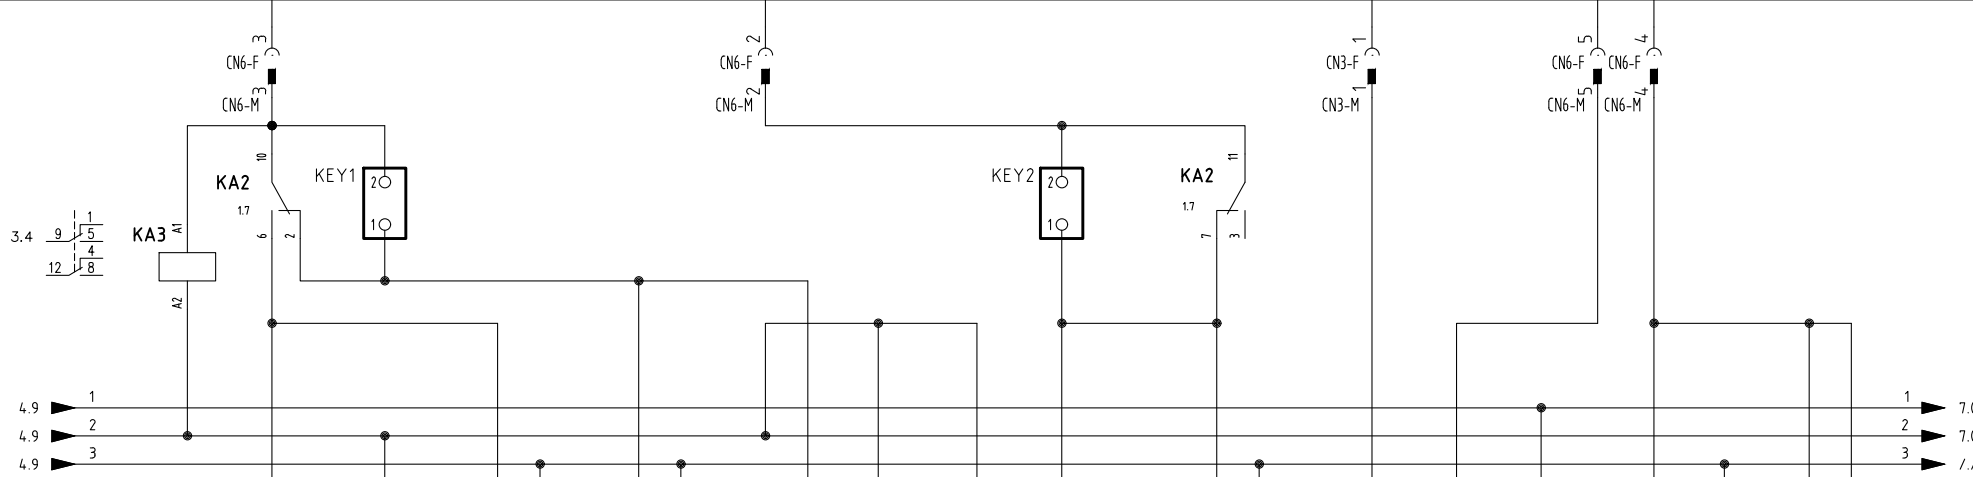 3 2 1 5 4
CN6-F CN6-F CN3-F CN6-F CN6-F
3 2 1 5 4
CN6-M CN6-M CN3-M CN6-M CN6-M
10 11
KA2 KEY1 2 KEY2 2 KA2
1.7 1 1 1.7
6 2 7 3
3.4 9 1 5
12 4 8
KA3 A1
A2
4.9 1 1
4.9 2 2
4.9 3 3